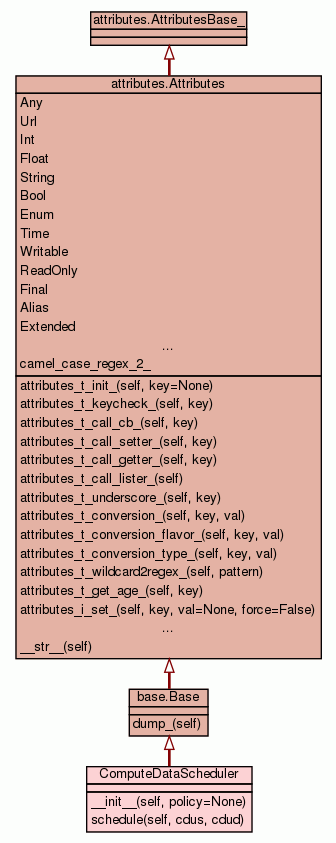 attributes.AttributesBase_
attributes.Attributes
Any
Url
Int
Float
String
Bool
Enum
Time
Writable
ReadOnly
Final
Alias
Extended
...
camel_case_regex_2_
attributes_t_init_(self, key=None)
attributes_t_keycheck_(self, key)
attributes_t_call_cb_(self, key)
attributes_t_call_setter_(self, key)
attributes_t_call_getter_(self, key)
attributes_t_call_lister_(self)
attributes_t_underscore_(self, key)
attributes_t_conversion_(self, key, val)
attributes_t_conversion_flavor_(self, key, val)
attributes_t_conversion_type_(self, key, val)
attributes_t_wildcard2regex_(self, pattern)
attributes_t_get_age_(self, key)
attributes_i_set_(self, key, val=None, force=False)
...
__str__(self)
base.Base
dump_(self)
ComputeDataScheduler
__init__(self, policy=None)
schedule(self, cdus, cdud)